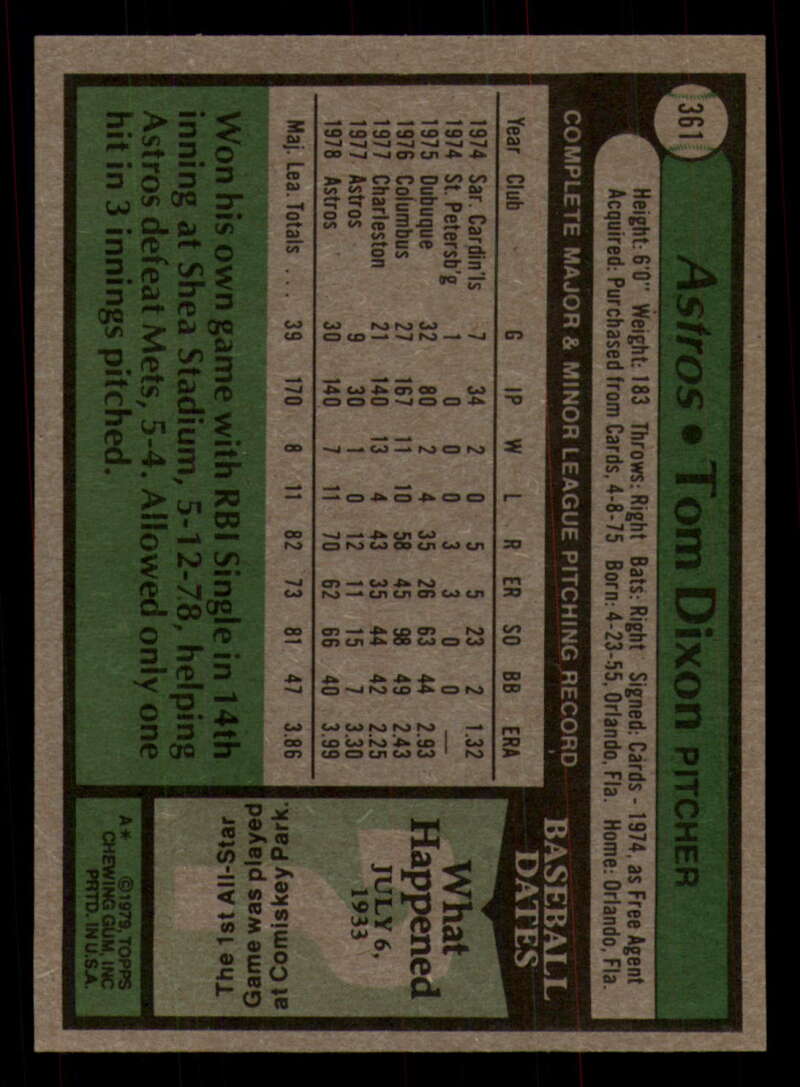 361
Astros • Tom Dixon PITCHER
Height: 6'0" Weight: 183 Throws: Right Bats: Right Signed: Cards - 1974, as Free Agent
Acquired: Purchased from Cards, 4-8-75 Born: 4-23-55, Orlando, Fla. Home: Orlando, Fla.
COMPLETE MAJOR & MINOR LEAGUE PITCHING RECORD
Year Club G IP W L R ER SO BB ERA
1974 Sar. Cardin'ls 7 34 2 0 5 5 23 2 1.32
1974 St. Petersb'g 1 0 0 0 3 3 0 0 —
1975 Dubuque 32 80 2 4 35 26 63 44 2.93
1976 Columbus 27 167 11 10 58 45 98 49 2.43
1977 Charleston 21 140 13 4 43 35 44 42 2.25
1977 Astros 9 30 1 0 12 11 15 7 3.30
1978 Astros 30 140 7 11 70 62 66 40 3.99
Maj. Lea. Totals . . . 39 170 8 11 82 73 81 47 3.86
Won his own game with RBI Single in 14th
inning at Shea Stadium, 5-12-78, helping
Astros defeat Mets, 5-4. Allowed only one
hit in 3 innings pitched.
BASEBALL
DATES
What
Happened
JULY 6,
1933
The 1st All-Star
Game was played
at Comiskey Park.
A* ©1979, TOPPS
CHEWING GUM, INC
PRTD. IN U.S.A.